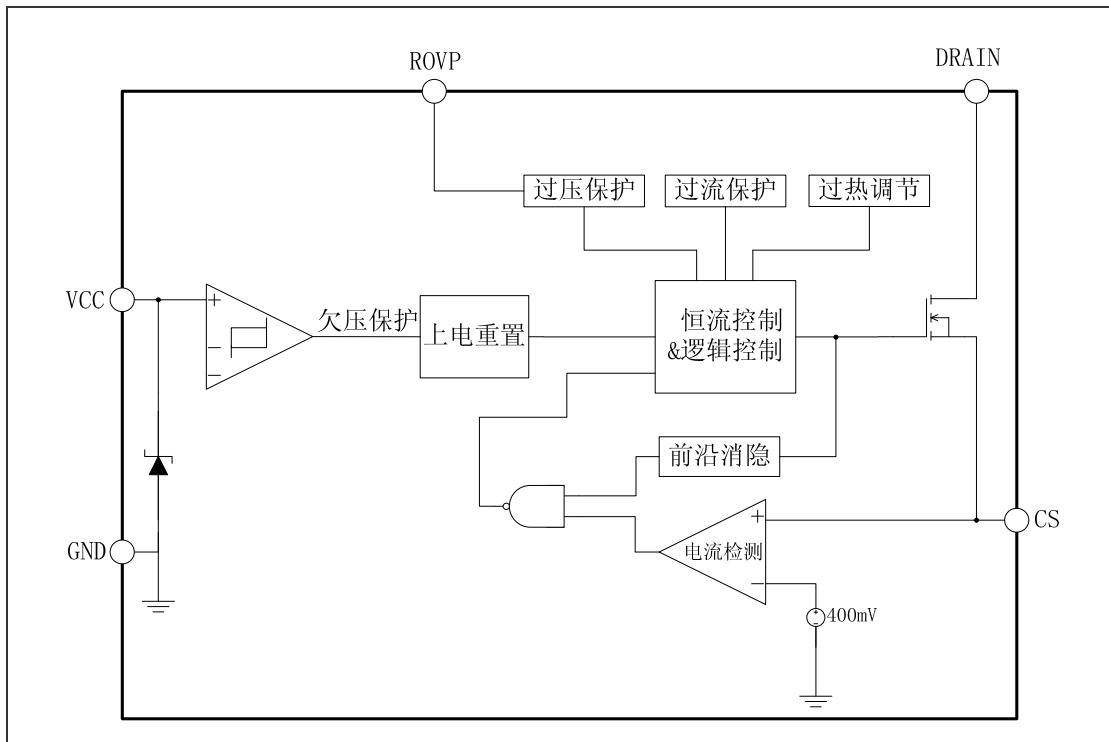 ROVP
DRAIN
过压保护
过流保护
过热调节
VCC
欠压保护
上电重置
恒流控制
&逻辑控制
前沿消隐
GND
电流检测
CS
400mV